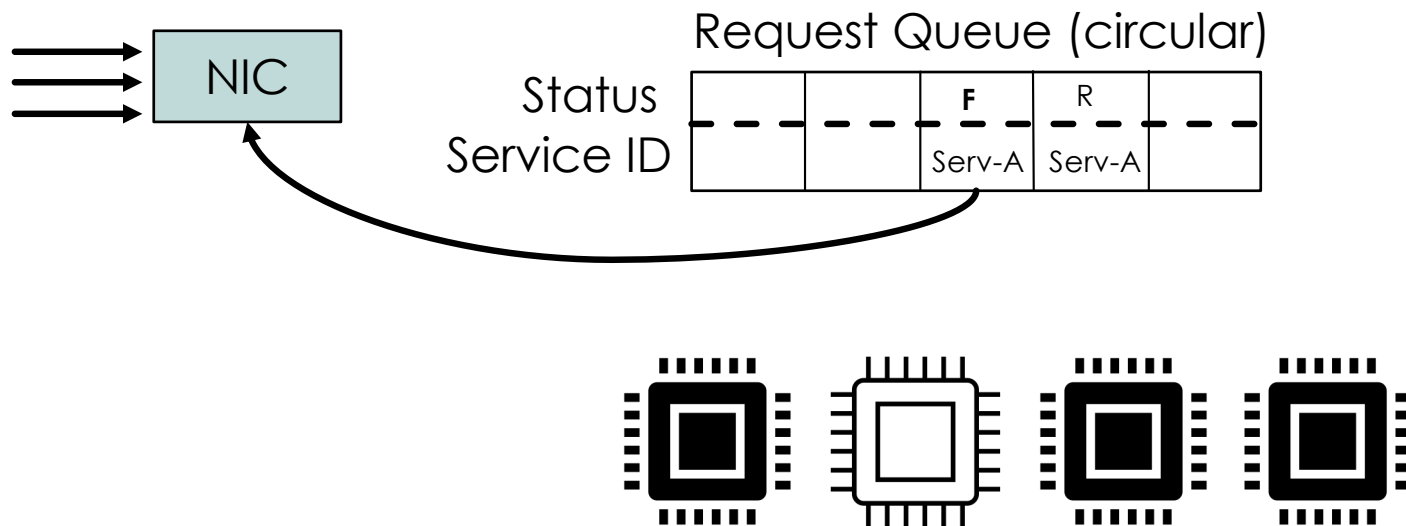 Request Queue (circular)
NIC
Status F R
Service ID Serv-A Serv-A